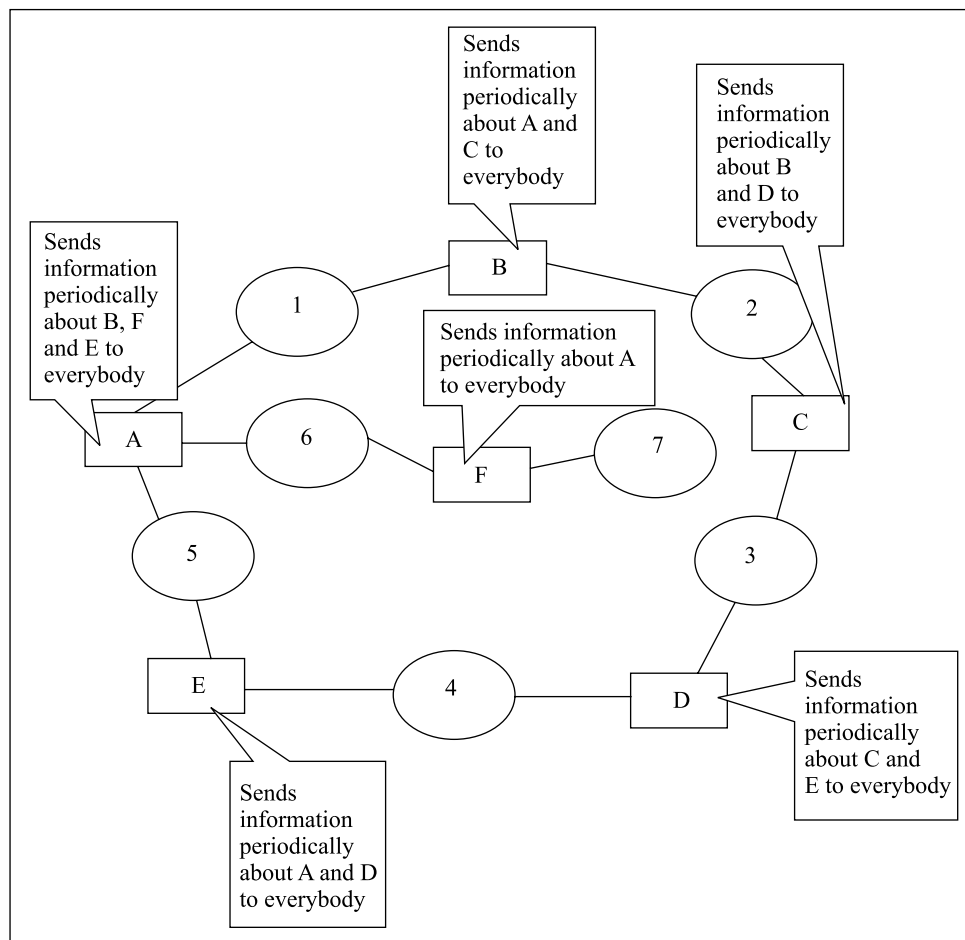 Sends
information
periodically
about A and
C to
everybody
Sends
information
periodically
about B
and D to
everybody
Sends
information
periodically
about B, F
and E to
everybody
B
1
2
Sends information
periodically about A
to everybody
A
6
F
7
C
5
3
E
4
D
Sends
information
periodically
about C and
E to everybody
Sends
information
periodically
about A and D
to everybody